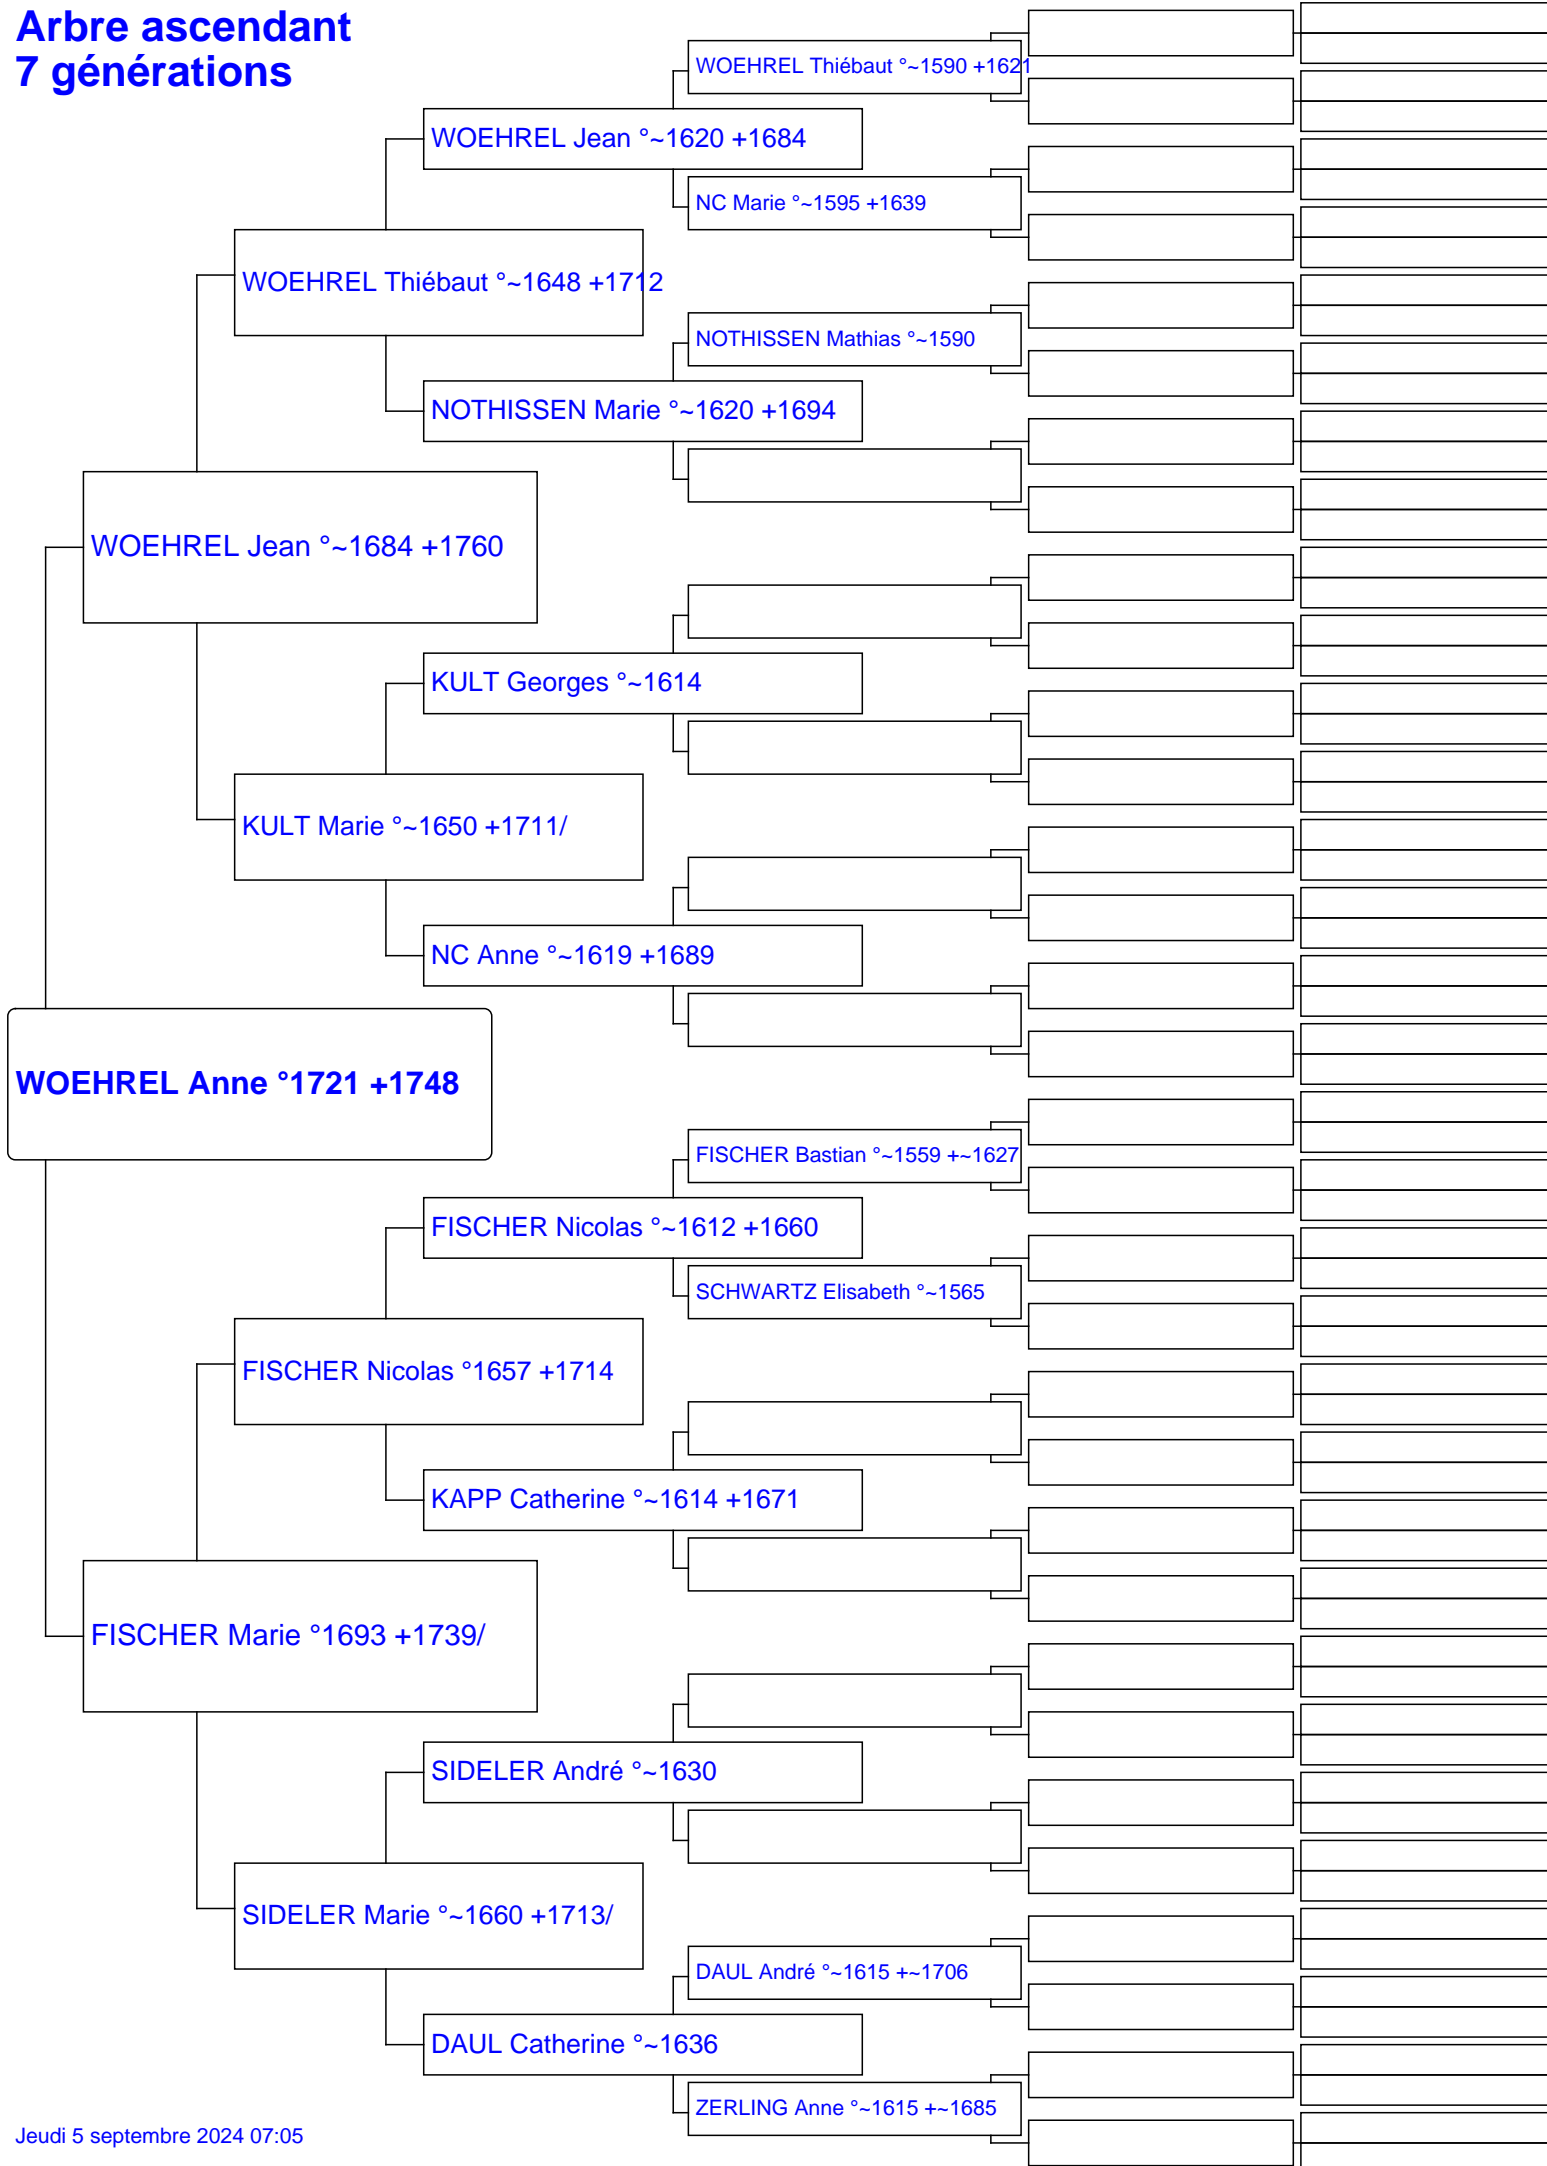 Arbre ascendant
7 générations
WOEHREL Thiébaut °~1590 +1621
WOEHREL Jean °~1620 +1684
NC Marie °~1595 +1639
WOEHREL Thiébaut °~1648 +1712
NOTHISSEN Mathias °~1590
NOTHISSEN Marie °~1620 +1694
WOEHREL Jean °~1684 +1760
KULT Georges °~1614
KULT Marie °~1650 +1711/
NC Anne °~1619 +1689
WOEHREL Anne °1721 +1748
FISCHER Bastian °~1559 +~1627
FISCHER Nicolas °~1612 +1660
SCHWARTZ Elisabeth °~1565
FISCHER Nicolas °1657 +1714
KAPP Catherine °~1614 +1671
FISCHER Marie °1693 +1739/
SIDELER André °~1630
SIDELER Marie °~1660 +1713/
DAUL André °~1615 +~1706
DAUL Catherine °~1636
ZERLING Anne °~1615 +~1685
Jeudi 5 septembre 2024 07:05